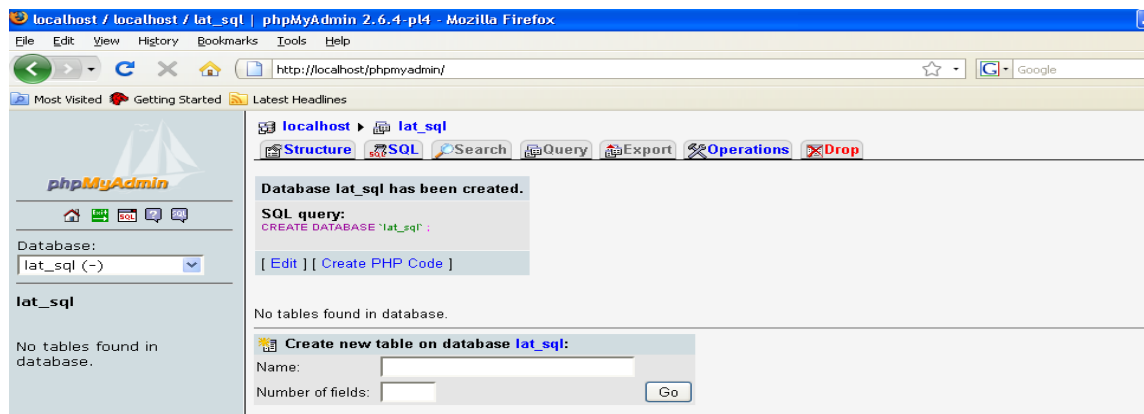 localhost / localhost / lat_sql | phpMyAdmin 2.6.4-pl4 - Mozilla Firefox
File Edit View History Bookmarks Tools Help
http://localhost/phpmyadmin/
G Google
Most Visited Getting Started Latest Headlines
localhost lat_sql
Structure SQL Search Query Export Operations Drop
phpMyAdmin
SQL
Database:
lat_sql (-)
lat_sql
No tables found in
database.
Database lat_sql has been created.
SQL query:
CREATE DATABASE `lat_sql` ;
[ Edit ] [ Create PHP Code ]
No tables found in database.
Create new table on database lat_sql:
Name:
Number of fields:
Go